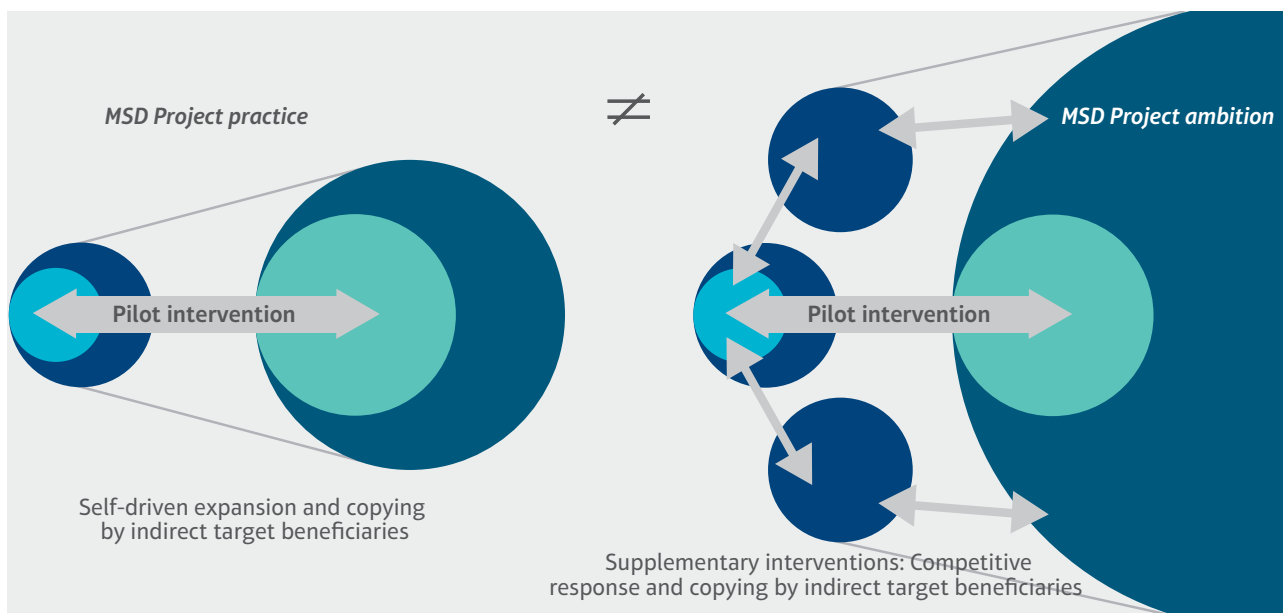 MSD Project practice
≠
MSD Project ambition
Pilot intervention
Pilot intervention
Self-driven expansion and copying
by indirect target beneficiaries
Supplementary interventions: Competitive
response and copying by indirect target beneficiaries